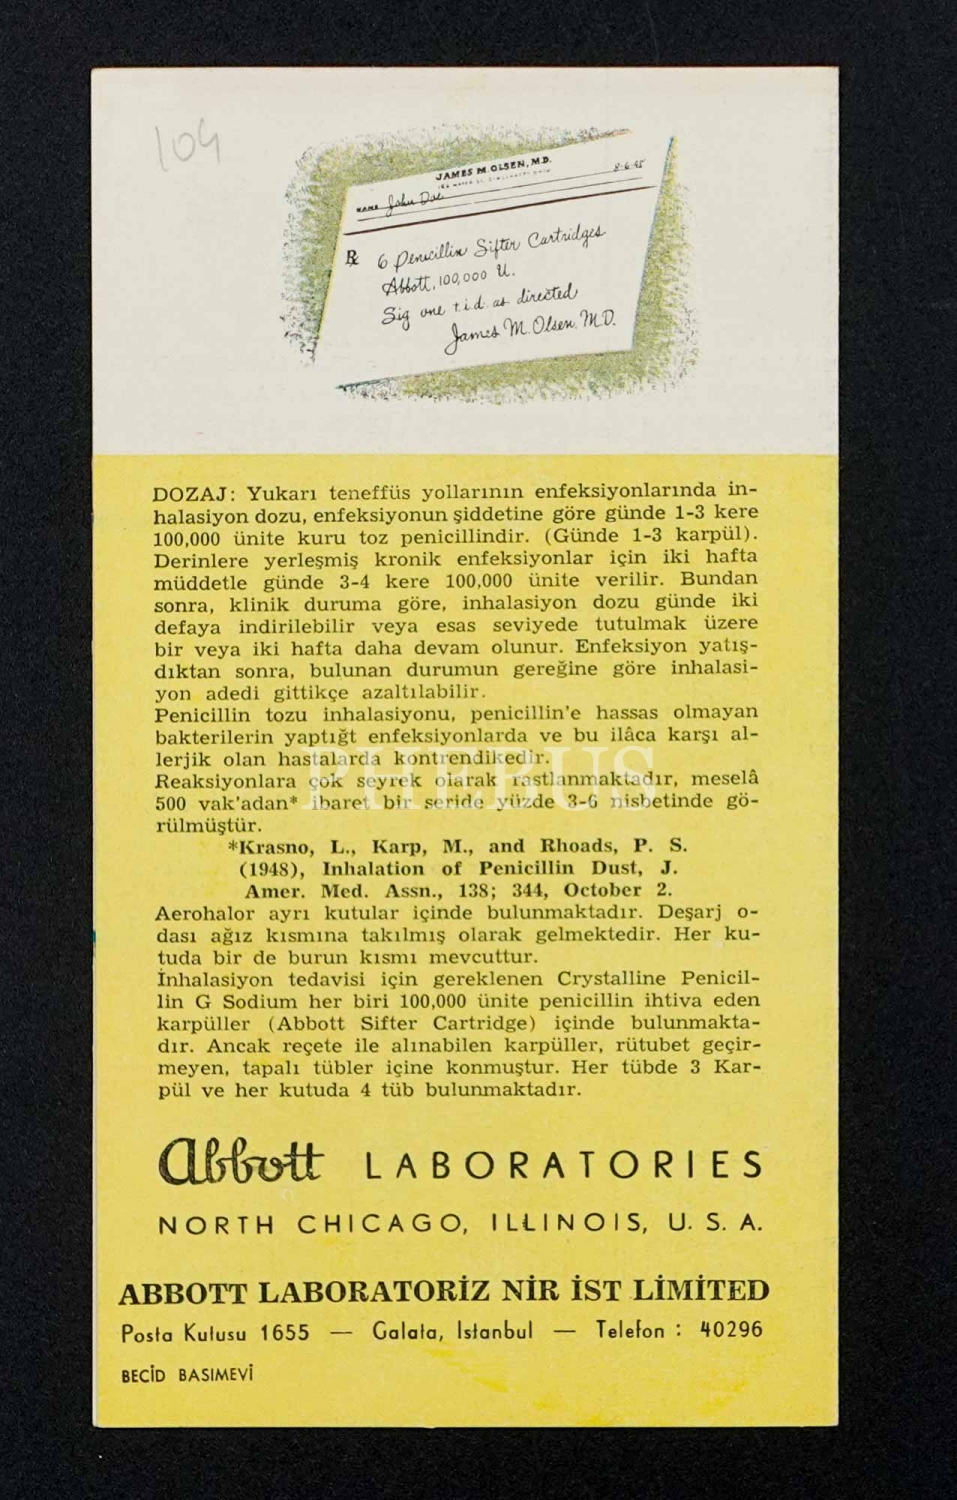 104
JAMES M. OLSEN, M.D.
NAME John Doe 8-6-45
℞ 6 Penicillin Sifter Cartridges
Abbott, 100,000 U.
Sig one t.i.d. as directed
James M. Olsen, M.D.
DOZAJ: Yukarı teneffüs yollarının enfeksiyonlarında in-
halasiyon dozu, enfeksiyonun şiddetine göre günde 1-3 kere
100,000 ünite kuru toz penicillindir. (Günde 1-3 karpül).
Derinlere yerleşmiş kronik enfeksiyonlar için iki hafta
müddetle günde 3-4 kere 100,000 ünite verilir. Bundan
sonra, klinik duruma göre, inhalasiyon dozu günde iki
defaya indirilebilir veya esas seviyede tutulmak üzere
bir veya iki hafta daha devam olunur. Enfeksiyon yatış-
dıktan sonra, bulunan durumun gereğine göre inhalasi-
yon adedi gittikçe azaltılabilir.
Penicillin tozu inhalasiyonu, penicillin'e hassas olmayan
bakterilerin yaptığt enfeksiyonlarda ve bu ilâca karşı al-
lerjik olan hastalarda kontrendikedir.
PHEBUS
Reaksiyonlara çok seyrek olarak rastlanmaktadır, meselâ
500 vak'adan* ibaret bir seride yüzde 3-6 nisbetinde gö-
rülmüştür.
*Krasno, L., Karp, M., and Rhoads, P. S.
(1948), Inhalation of Penicillin Dust, J.
Amer. Med. Assn., 138; 344, October 2.
Aerohalor ayrı kutular içinde bulunmaktadır. Deşarj o-
dası ağız kısmına takılmış olarak gelmektedir. Her ku-
tuda bir de burun kısmı mevcuttur.
İnhalasiyon tedavisi için gereklenen Crystalline Penicil-
lin G Sodium her biri 100,000 ünite penicillin ihtiva eden
karpüller (Abbott Sifter Cartridge) içinde bulunmakta-
dır. Ancak reçete ile alınabilen karpüller, rütubet geçir-
meyen, tapalı tübler içine konmuştur. Her tübde 3 Kar-
pül ve her kutuda 4 tüb bulunmaktadır.
Abbott LABORATORIES
NORTH CHICAGO, ILLINOIS, U. S. A.
ABBOTT LABORATORİZ NİR İST LİMİTED
Posta Kutusu 1655 — Galata, Istanbul — Telefon : 40296
BECİD BASIMEVİ